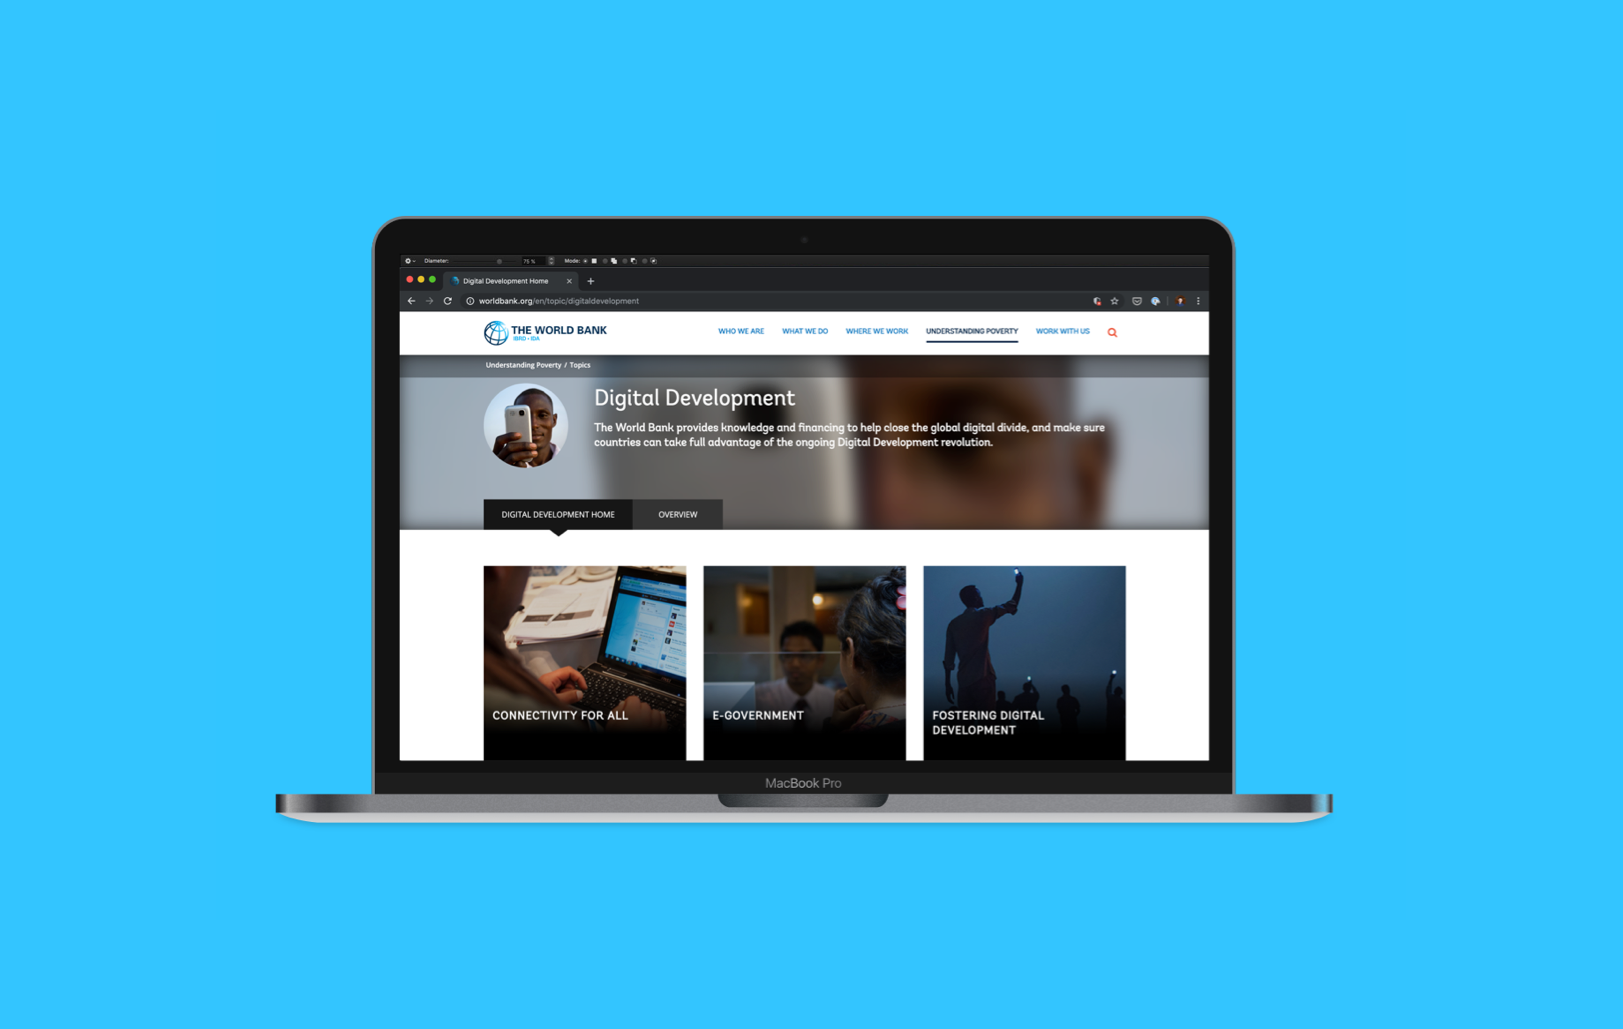 Diameter: 75 % Mode:
Digital Development Home
worldbank.org/en/topic/digitaldevelopment
THE WORLD BANK
IBRD • IDA
WHO WE ARE WHAT WE DO WHERE WE WORK UNDERSTANDING POVERTY WORK WITH US
Understanding Poverty / Topics
Digital Development
The World Bank provides knowledge and financing to help close the global digital divide, and make sure
countries can take full advantage of the ongoing Digital Development revolution.
DIGITAL DEVELOPMENT HOME OVERVIEW
CONNECTIVITY FOR ALL
E-GOVERNMENT
FOSTERING DIGITAL
DEVELOPMENT
MacBook Pro